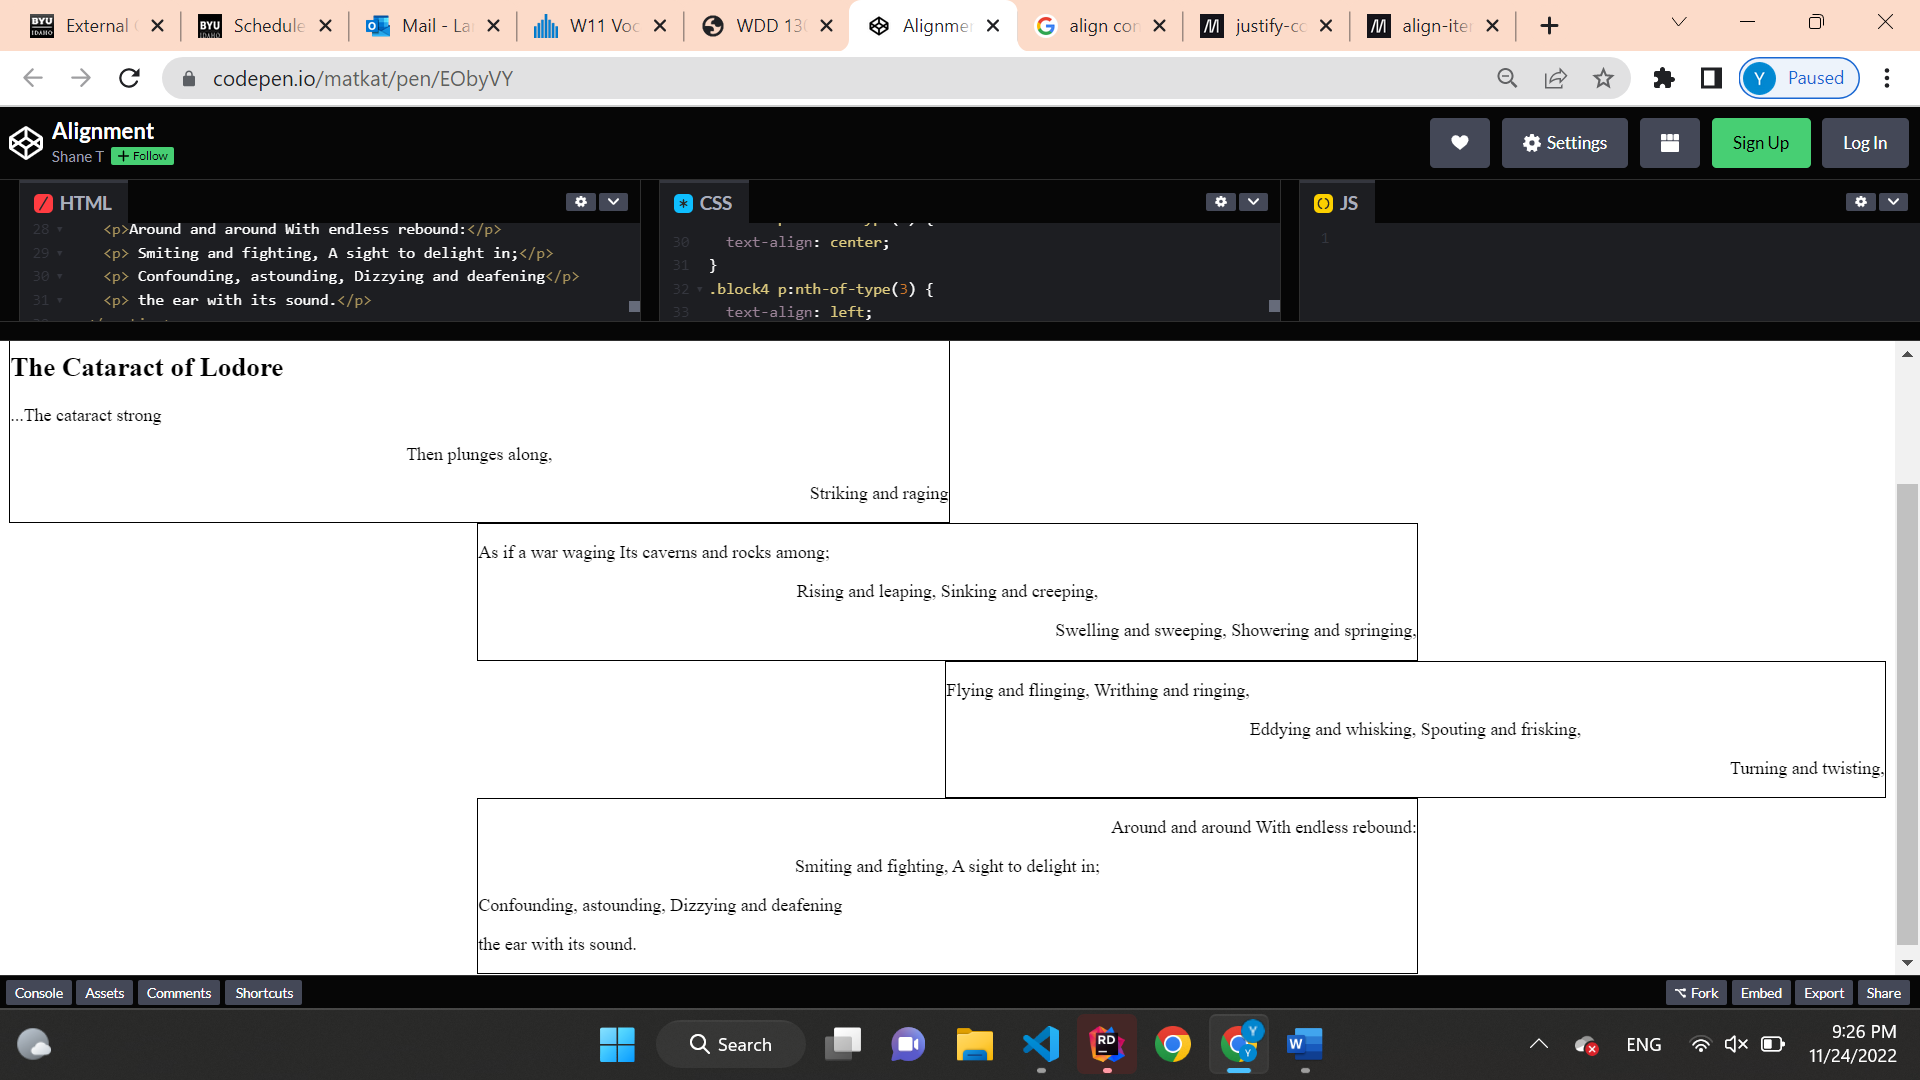 External
Schedule
Mail - La
W11 Voc
WDD 130
Alignmen
align con
justify-co
align-iter
codepen.io/matkat/pen/EObyVY
Y Paused
Alignment
Shane T + Follow
Settings
Sign Up
Log In
HTML
CSS
JS
28 <p>Around and around With endless rebound:</p>
29 <p> Smiting and fighting, A sight to delight in;</p>
30 <p> Confounding, astounding, Dizzying and deafening</p>
31 <p> the ear with its sound.</p>
30 text-align: center;
31 }
32 .block4 p:nth-of-type(3) {
33 text-align: left;
1
The Cataract of Lodore
...The cataract strong
Then plunges along,
Striking and raging
As if a war waging Its caverns and rocks among;
Rising and leaping, Sinking and creeping,
Swelling and sweeping, Showering and springing,
Flying and flinging, Writhing and ringing,
Eddying and whisking, Spouting and frisking,
Turning and twisting,
Around and around With endless rebound:
Smiting and fighting, A sight to delight in;
Confounding, astounding, Dizzying and deafening
the ear with its sound.
Console
Assets
Comments
Shortcuts
Fork
Embed
Export
Share
Search
ENG
9:26 PM
11/24/2022